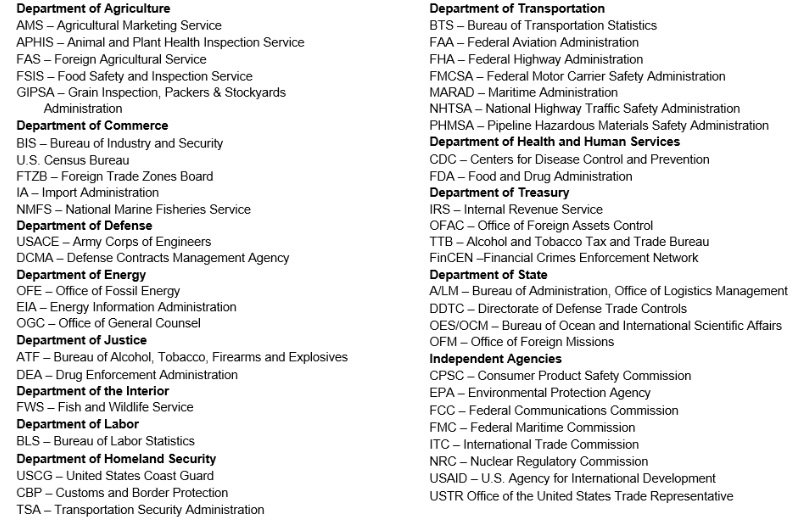 Department of Agriculture
AMS – Agricultural Marketing Service
APHIS – Animal and Plant Health Inspection Service
FAS – Foreign Agricultural Service
FSIS – Food Safety and Inspection Service
GIPSA – Grain Inspection, Packers & Stockyards
Administration
Department of Commerce
BIS – Bureau of Industry and Security
U.S. Census Bureau
FTZB – Foreign Trade Zones Board
IA – Import Administration
NMFS – National Marine Fisheries Service
Department of Defense
USACE – Army Corps of Engineers
DCMA – Defense Contracts Management Agency
Department of Energy
OFE – Office of Fossil Energy
EIA – Energy Information Administration
OGC – Office of General Counsel
Department of Justice
ATF – Bureau of Alcohol, Tobacco, Firearms and Explosives
DEA – Drug Enforcement Administration
Department of the Interior
FWS – Fish and Wildlife Service
Department of Labor
BLS – Bureau of Labor Statistics
Department of Homeland Security
USCG – United States Coast Guard
CBP – Customs and Border Protection
TSA – Transportation Security Administration
Department of Transportation
BTS – Bureau of Transportation Statistics
FAA – Federal Aviation Administration
FHA – Federal Highway Administration
FMCSA – Federal Motor Carrier Safety Administration
MARAD – Maritime Administration
NHTSA – National Highway Traffic Safety Administration
PHMSA – Pipeline Hazardous Materials Safety Administration
Department of Health and Human Services
CDC – Centers for Disease Control and Prevention
FDA – Food and Drug Administration
Department of Treasury
IRS – Internal Revenue Service
OFAC – Office of Foreign Assets Control
TTB – Alcohol and Tobacco Tax and Trade Bureau
FinCEN –Financial Crimes Enforcement Network
Department of State
A/LM – Bureau of Administration, Office of Logistics Management
DDTC – Directorate of Defense Trade Controls
OES/OCM – Bureau of Ocean and International Scientific Affairs
OFM – Office of Foreign Missions
Independent Agencies
CPSC – Consumer Product Safety Commission
EPA – Environmental Protection Agency
FCC – Federal Communications Commission
FMC – Federal Maritime Commission
ITC – International Trade Commission
NRC – Nuclear Regulatory Commission
USAID – U.S. Agency for International Development
USTR Office of the United States Trade Representative